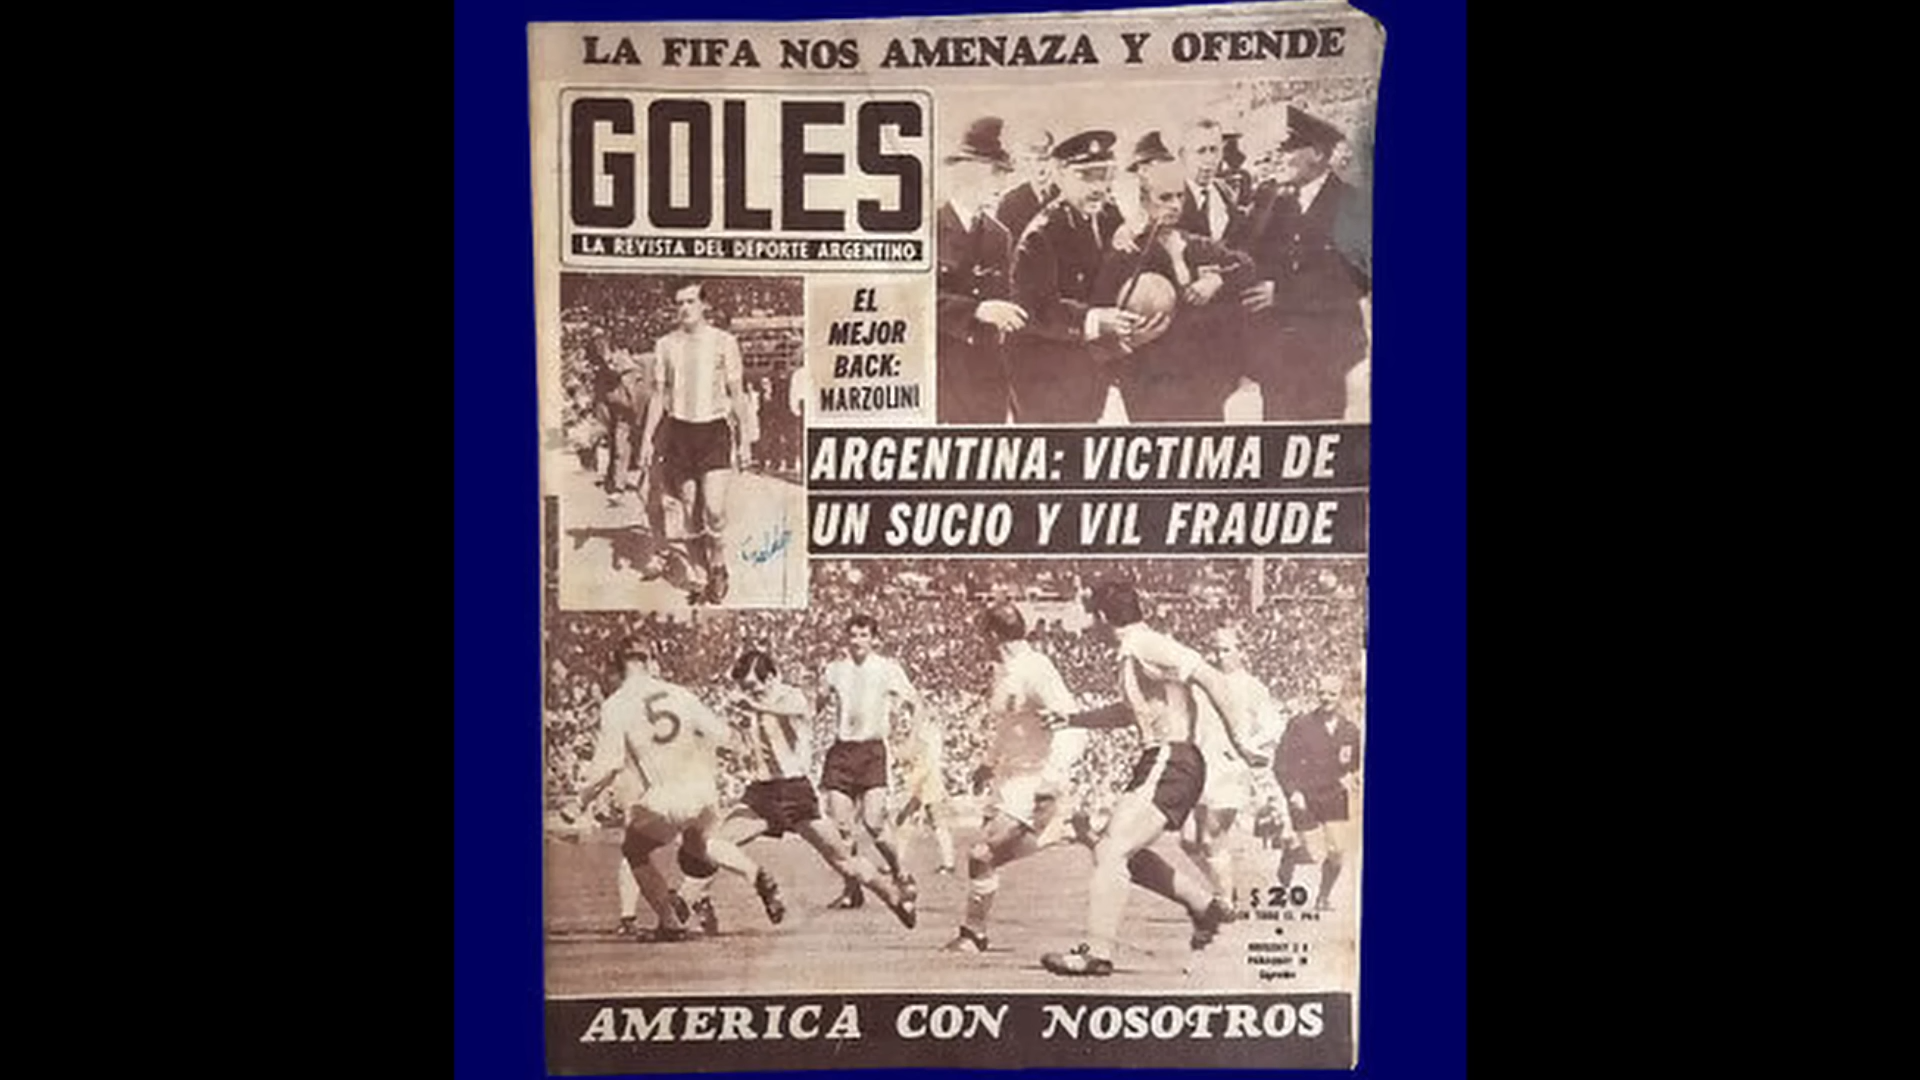 LA FIFA NOS AMENAZA Y OFENDE
GOLES
LA REVISTA DEL DEPORTE ARGENTINO
EL
MEJOR
BACK:
MARZOLINI
ARGENTINA: VICTIMA DE
UN SUCIO Y VIL FRAUDE
5
$ 20
AMERICA CON NOSOTROS